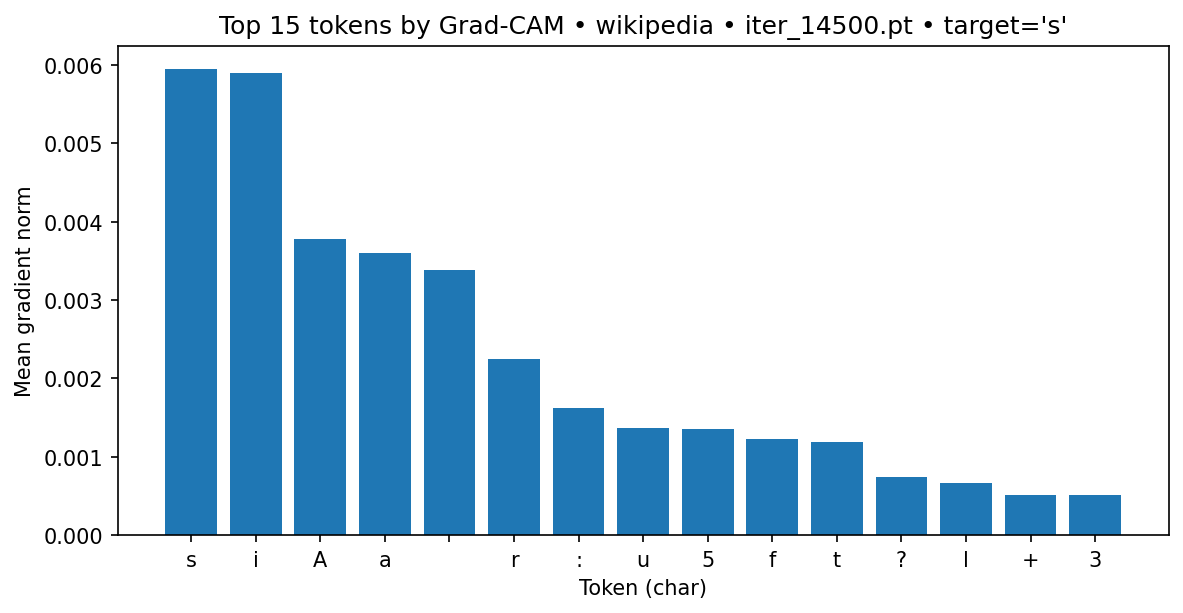 Top 15 tokens by Grad-CAM • wikipedia • iter_14500.pt • target='s'
0.006
0.005
0.004
0.003
0.002
0.001
0.000
Mean gradient norm
s i A a r : u 5 f t ? l + 3
Token (char)